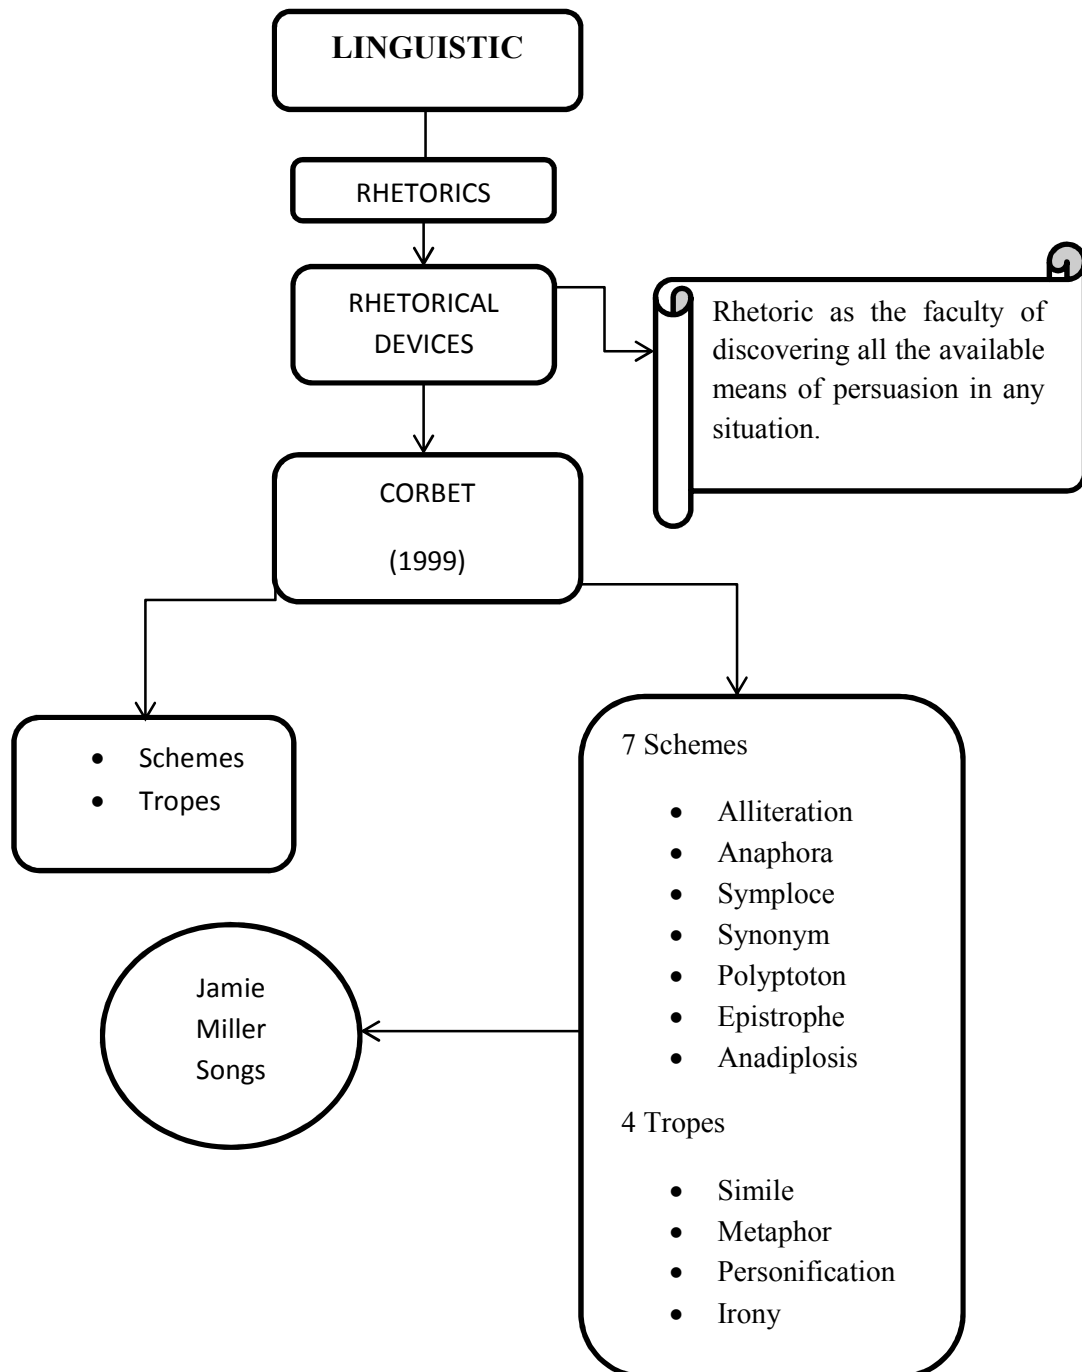 LINGUISTIC
RHETORICS
RHETORICAL
DEVICES
Rhetoric as the faculty of
discovering all the available
means of persuasion in any
situation.
CORBET
(1999)
• Schemes
• Tropes
7 Schemes
• Alliteration
• Anaphora
• Symploce
• Synonym
• Polyptoton
• Epistrophe
• Anadiplosis
4 Tropes
• Simile
• Metaphor
• Personification
• Irony
Jamie
Miller
Songs